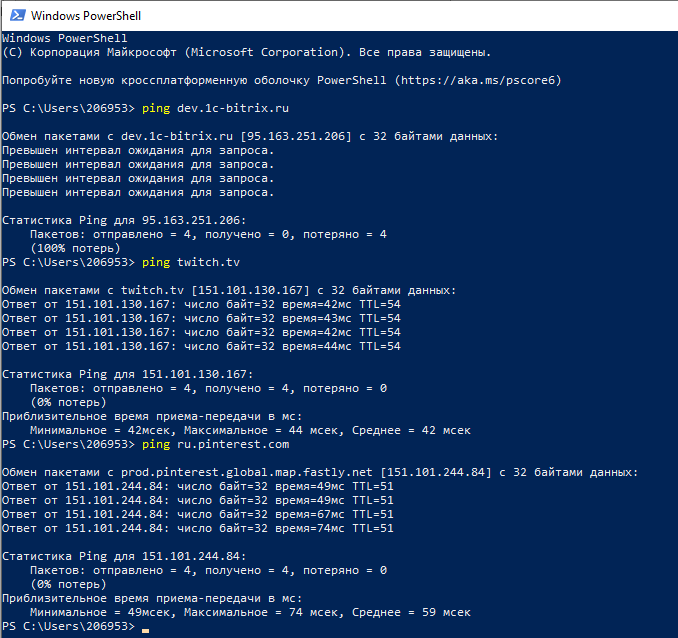 Windows PowerShell
Windows PowerShell
(C) Корпорация Майкрософт (Microsoft Corporation). Все права защищены.
Попробуйте новую кроссплатформенную оболочку PowerShell (https://aka.ms/pscore6)
PS C:\Users\206953> ping dev.1c-bitrix.ru
Обмен пакетами с dev.1c-bitrix.ru [95.163.251.206] с 32 байтами данных:
Превышен интервал ожидания для запроса.
Превышен интервал ожидания для запроса.
Превышен интервал ожидания для запроса.
Превышен интервал ожидания для запроса.
Статистика Ping для 95.163.251.206:
Пакетов: отправлено = 4, получено = 0, потеряно = 4
(100% потерь)
PS C:\Users\206953> ping twitch.tv
Обмен пакетами с twitch.tv [151.101.130.167] с 32 байтами данных:
Ответ от 151.101.130.167: число байт=32 время=42мс TTL=54
Ответ от 151.101.130.167: число байт=32 время=43мс TTL=54
Ответ от 151.101.130.167: число байт=32 время=42мс TTL=54
Ответ от 151.101.130.167: число байт=32 время=44мс TTL=54
Статистика Ping для 151.101.130.167:
Пакетов: отправлено = 4, получено = 4, потеряно = 0
(0% потерь)
Приблизительное время приема-передачи в мс:
Минимальное = 42мсек, Максимальное = 44 мсек, Среднее = 42 мсек
PS C:\Users\206953> ping ru.pinterest.com
Обмен пакетами с prod.pinterest.global.map.fastly.net [151.101.244.84] с 32 байтами данных:
Ответ от 151.101.244.84: число байт=32 время=49мс TTL=51
Ответ от 151.101.244.84: число байт=32 время=49мс TTL=51
Ответ от 151.101.244.84: число байт=32 время=67мс TTL=51
Ответ от 151.101.244.84: число байт=32 время=74мс TTL=51
Статистика Ping для 151.101.244.84:
Пакетов: отправлено = 4, получено = 4, потеряно = 0
(0% потерь)
Приблизительное время приема-передачи в мс:
Минимальное = 49мсек, Максимальное = 74 мсек, Среднее = 59 мсек
PS C:\Users\206953>